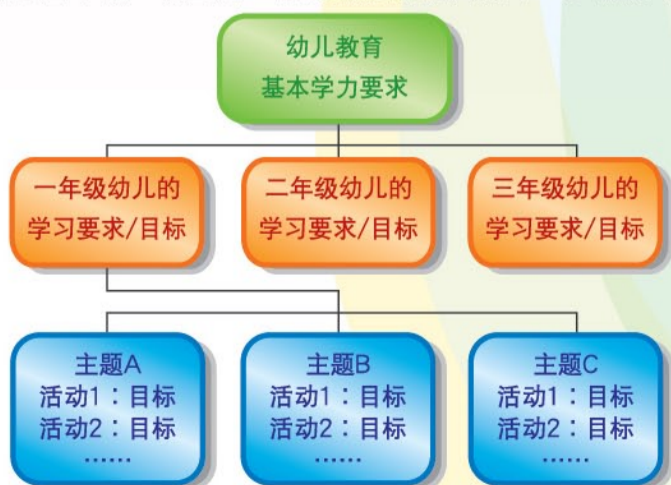 幼儿教育
基本学力要求
一年级幼儿的
学习要求/目标
二年级幼儿的
学习要求/目标
三年级幼儿的
学习要求/目标
主题A
活动1：目标
活动2：目标
……
主题B
活动1：目标
活动2：目标
……
主题C
活动1：目标
活动2：目标
……